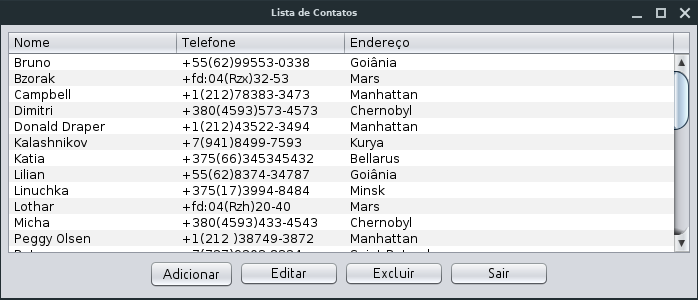 Lista de Contatos
Nome Telefone Endereço
Bruno +55(62)99553-0338 Goiânia
Bzorak +fd:04(Rzx)32-53 Mars
Campbell +1(212)78383-3473 Manhattan
Dimitri +380(4593)573-4573 Chernobyl
Donald Draper +1(212)43522-3494 Manhattan
Kalashnikov +7(941)8499-7593 Kurya
Katia +375(66)345345432 Bellarus
Lilian +55(62)8374-34787 Goiânia
Linuchka +375(17)3994-8484 Minsk
Lothar +fd:04(Rzh)20-40 Mars
Micha +380(4593)433-4543 Chernobyl
Peggy Olsen +1(212 )38749-3872 Manhattan
Adicionar Editar Excluir Sair